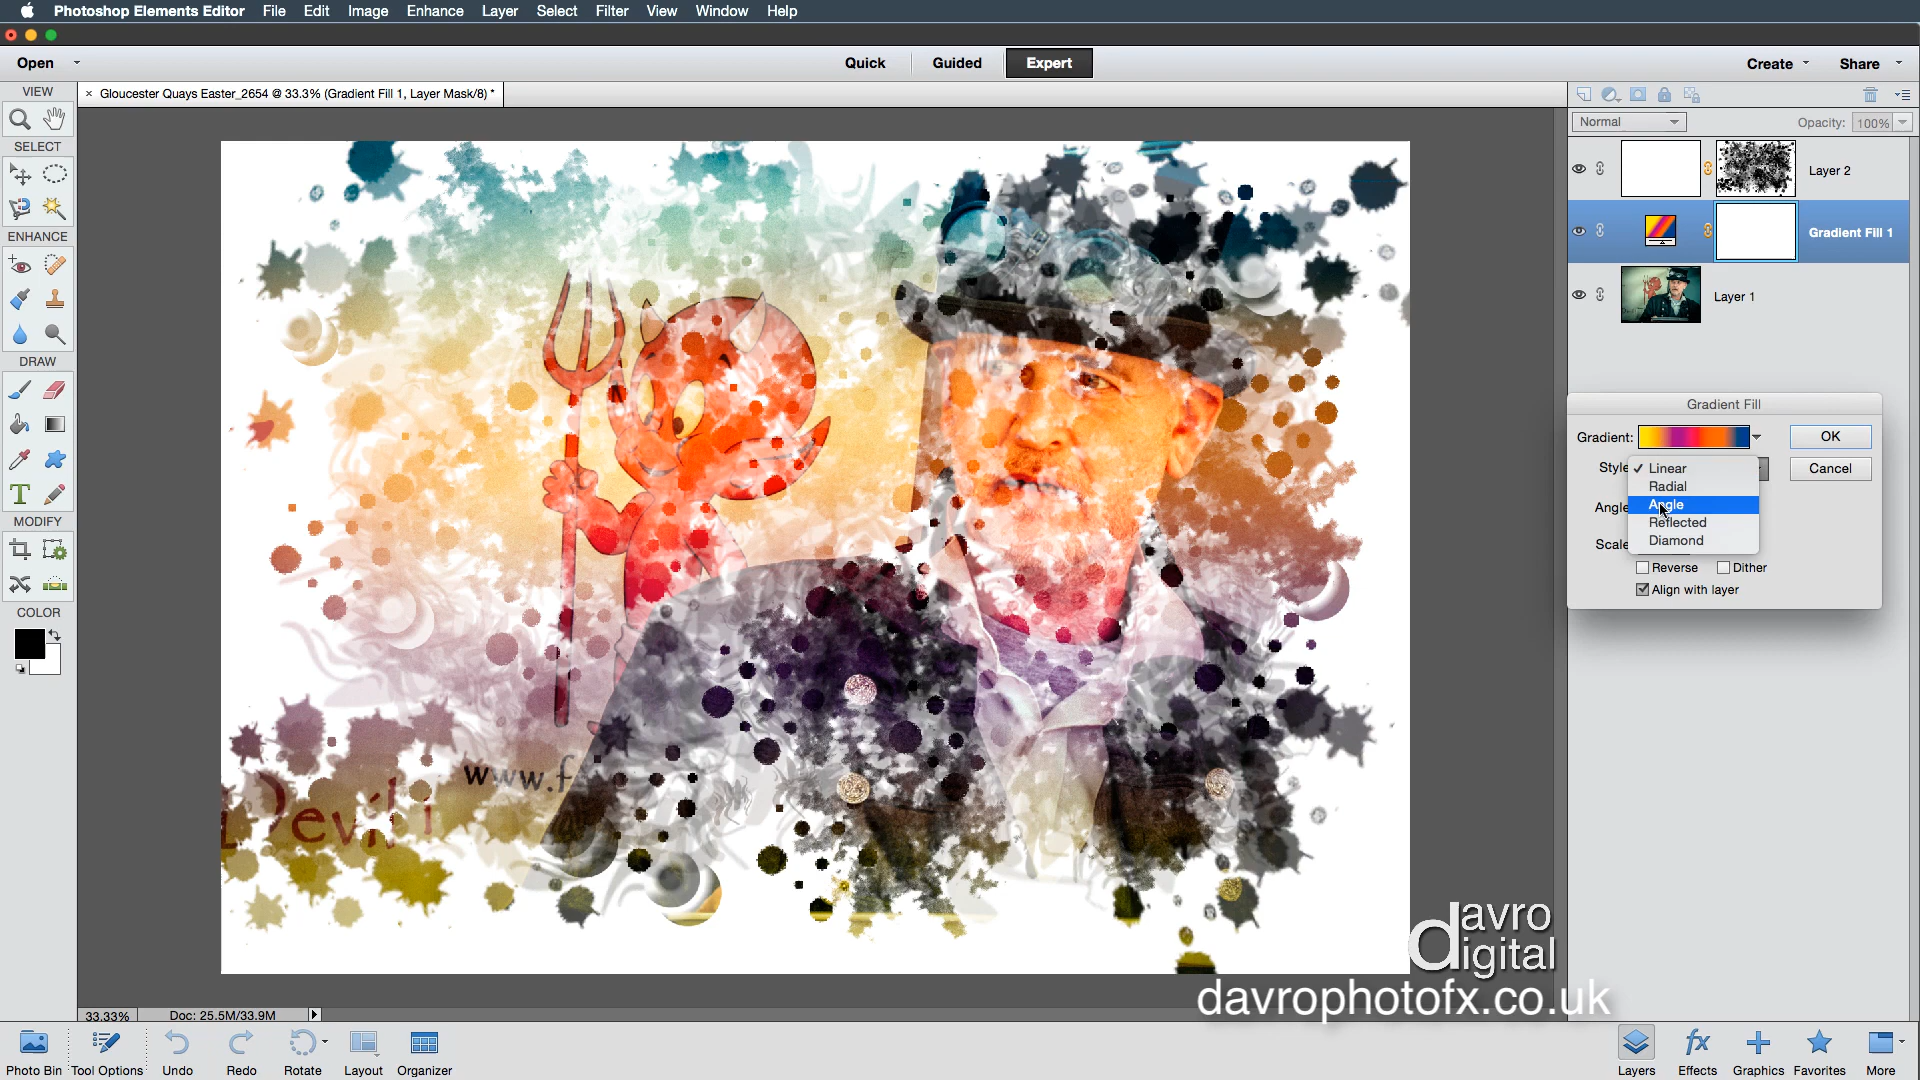 Photoshop Elements Editor File Edit Image Enhance Layer Select Filter View Window Help
Open Quick Guided Expert Create Share
VIEW
× Gloucester Quays Easter_2654 @ 33.3% (Gradient Fill 1, Layer Mask/8) *
Normal Opacity: 100%
SELECT
Layer 2
ENHANCE
Gradient Fill 1
Layer 1
DRAW
Gradient Fill
Gradient: OK
Style Linear Cancel
Radial
Angle Angle
Reflected
Scale Diamond
Reverse Dither
Align with layer
T
MODIFY
COLOR
www.f
Devil
davro
digital
davrophotofx.co.uk
33.33% Doc: 25.5M/33.9M
Photo Bin Tool Options Undo Redo Rotate Layout Organizer
fx
Layers Effects Graphics Favorites More